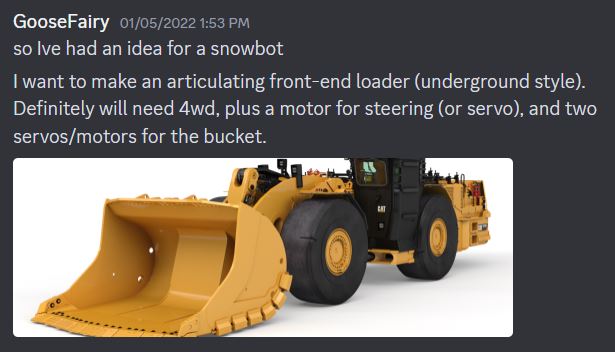 GooseFairy 01/05/2022 1:53 PM
so Ive had an idea for a snowbot
I want to make an articulating front-end loader (underground style).
Definitely will need 4wd, plus a motor for steering (or servo), and two
servos/motors for the bucket.
CAT